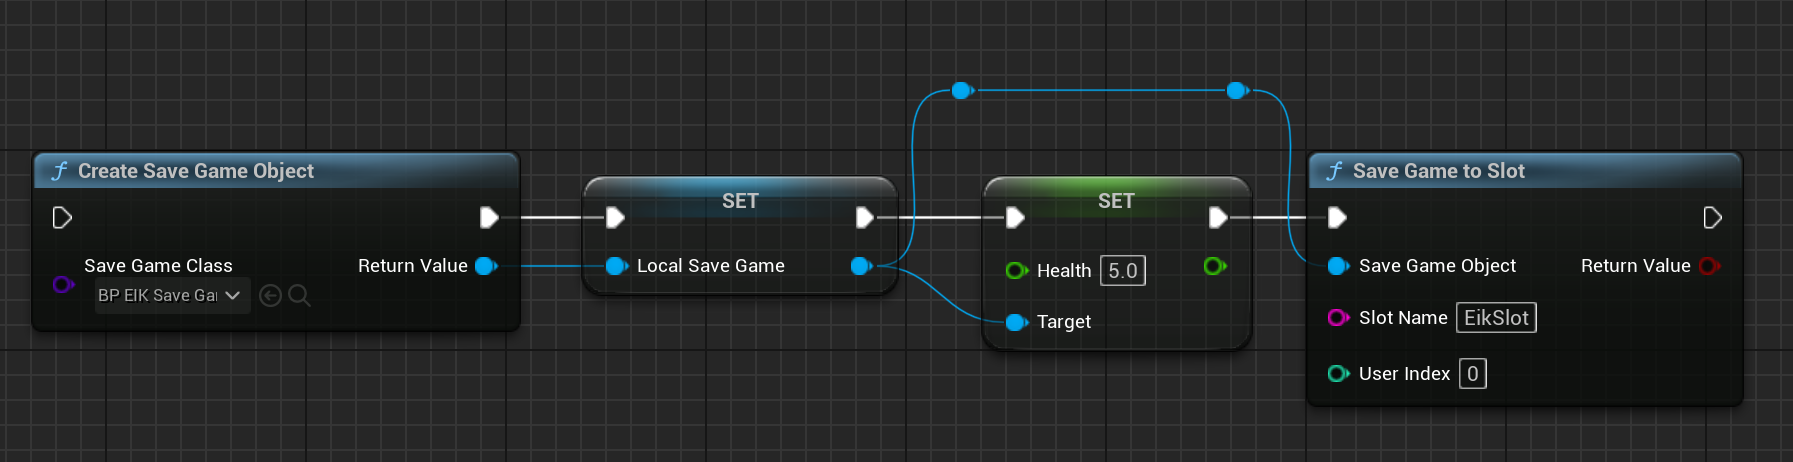 Create Save Game Object
Save Game Class
BP EIK Save Gai
Return Value
SET
Local Save Game
SET
Health 5.0
Target
Save Game to Slot
Save Game Object
Return Value
Slot Name EikSlot
User Index 0